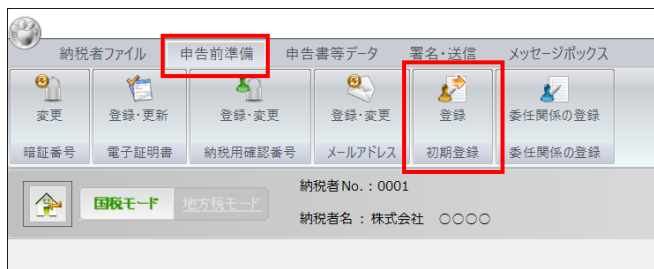 納税者ファイル 申告前準備 申告書等データ 署名・送信 メッセージボックス
変更 登録・更新 登録・変更 登録・変更 登録 委任関係の登録
暗証番号 電子証明書 納税用確認番号 メールアドレス 初期登録 委任関係の登録
納税者No.：0001
国税モード 地方税モード
納税者名：株式会社 ○○○○